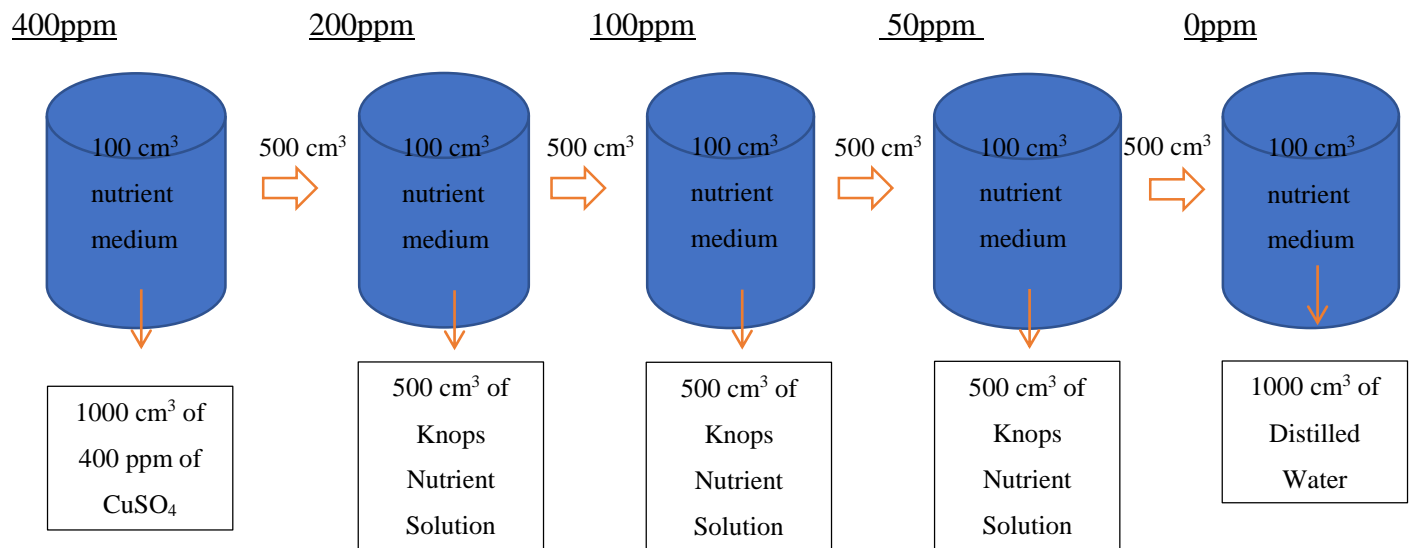 400ppm
200ppm
100ppm
50ppm
0ppm
100 cm³
nutrient
medium
500 cm³
100 cm³
nutrient
medium
500 cm³
100 cm³
nutrient
medium
500 cm³
100 cm³
nutrient
medium
500 cm³
100 cm³
nutrient
medium
1000 cm³ of
400 ppm of
CuSO₄
500 cm³ of
Knops
Nutrient
Solution
500 cm³ of
Knops
Nutrient
Solution
500 cm³ of
Knops
Nutrient
Solution
1000 cm³ of
Distilled
Water